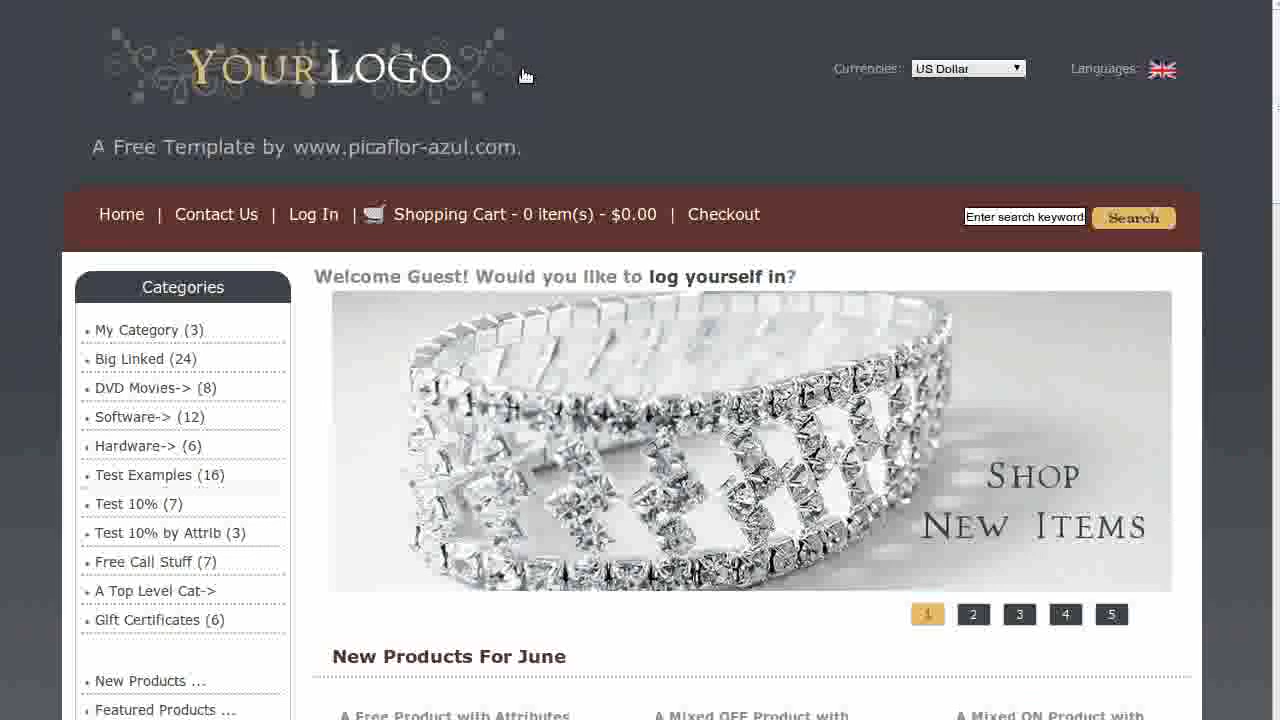 YOUR LOGO
Currencies: US Dollar Languages:
A Free Template by www.picaflor-azul.com.
Home | Contact Us | Log In | Shopping Cart - 0 item(s) - $0.00 | Checkout
Enter search keyword Search
Categories
My Category (3)
Big Linked (24)
DVD Movies-> (8)
Software-> (12)
Hardware-> (6)
Test Examples (16)
Test 10% (7)
Test 10% by Attrib (3)
Free Call Stuff (7)
A Top Level Cat->
Gift Certificates (6)
New Products ...
Featured Products ...
Welcome Guest! Would you like to log yourself in?
SHOP
NEW ITEMS
1 2 3 4 5
New Products For June
A Free Product with Attributes A Mixed OFF Product with A Mixed ON Product with